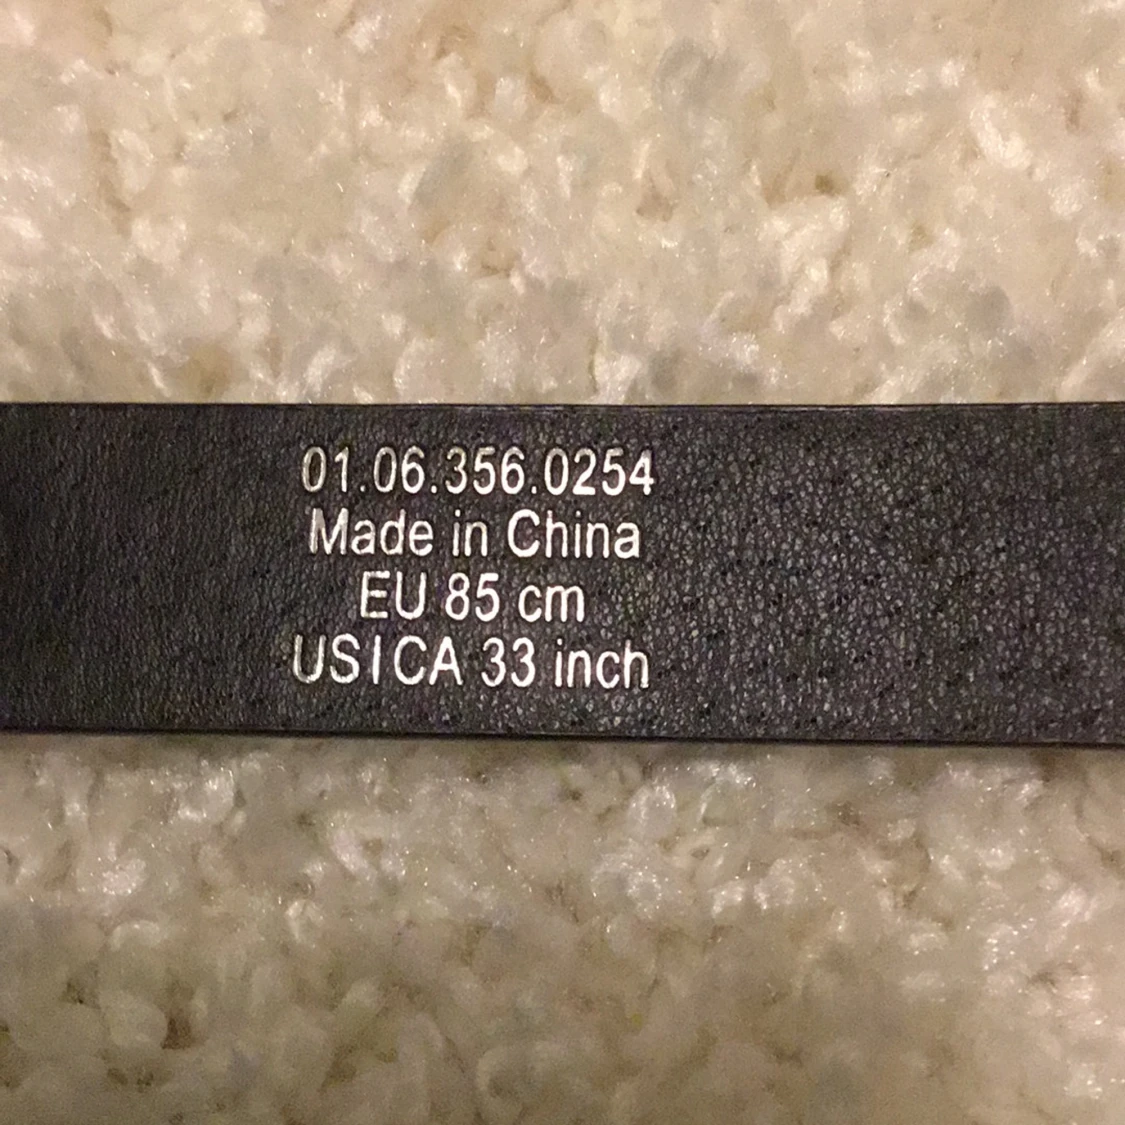 01.06.356.0254
Made in China
EU 85 cm
US|CA 33 inch